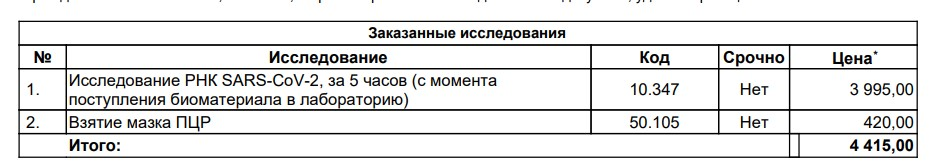 Заказанные исследования
№ Исследование Код Срочно Цена*
1. Исследование РНК SARS-CoV-2, за 5 часов (с момента поступления биоматериала в лабораторию) 10.347 Нет 3 995,00
2. Взятие мазка ПЦР 50.105 Нет 420,00
Итого: 4 415,00